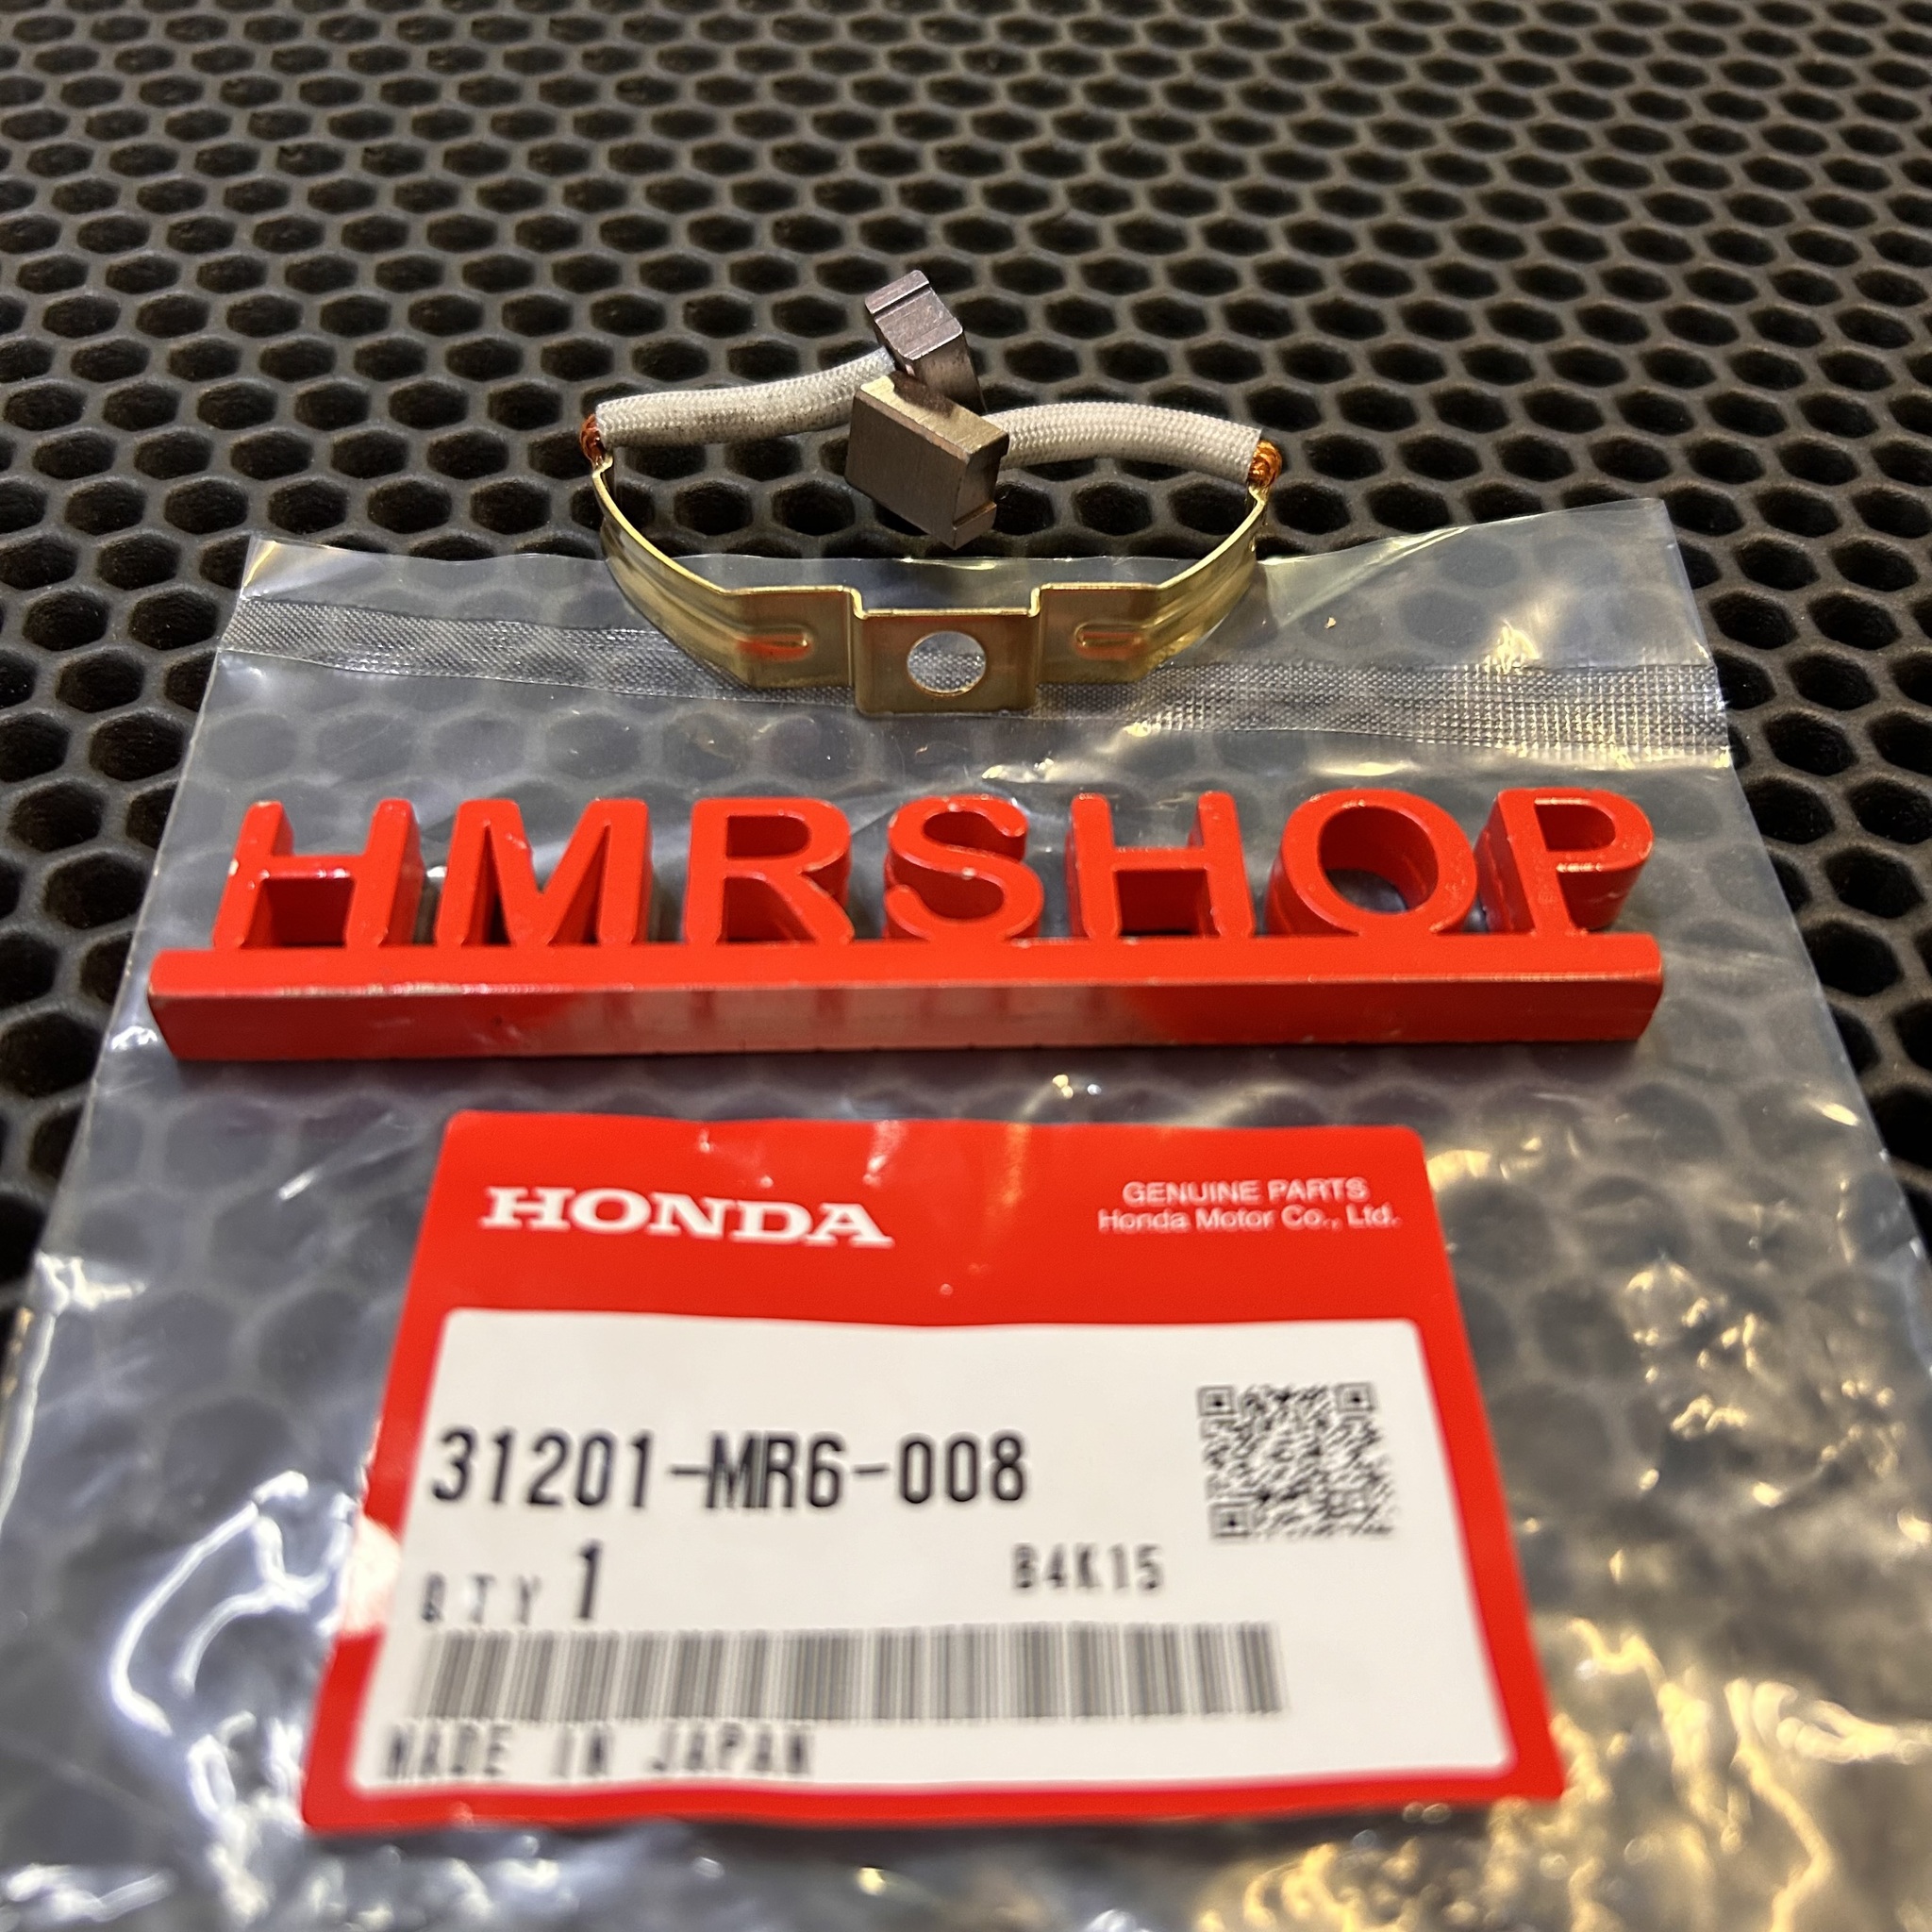 HMRSHOP
HONDA
GENUINE PARTS
Honda Motor Co., Ltd.
31201-MR6-008
QTY 1
B4K15
MADE IN JAPAN